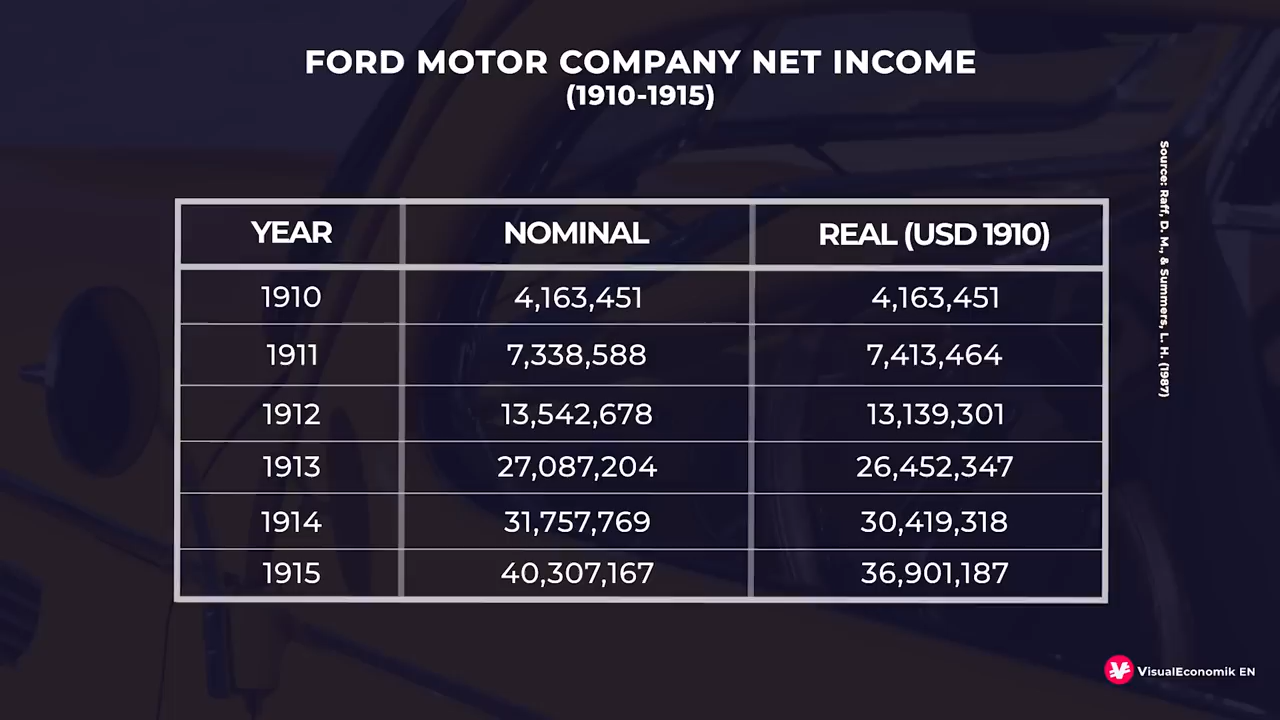 FORD MOTOR COMPANY NET INCOME
(1910-1915)
YEAR NOMINAL REAL (USD 1910)
1910 4,163,451 4,163,451
1911 7,338,588 7,413,464
1912 13,542,678 13,139,301
1913 27,087,204 26,452,347
1914 31,757,769 30,419,318
1915 40,307,167 36,901,187
Source: Raff, D. M., & Summers, L. H. (1987)
VisualEconomik EN